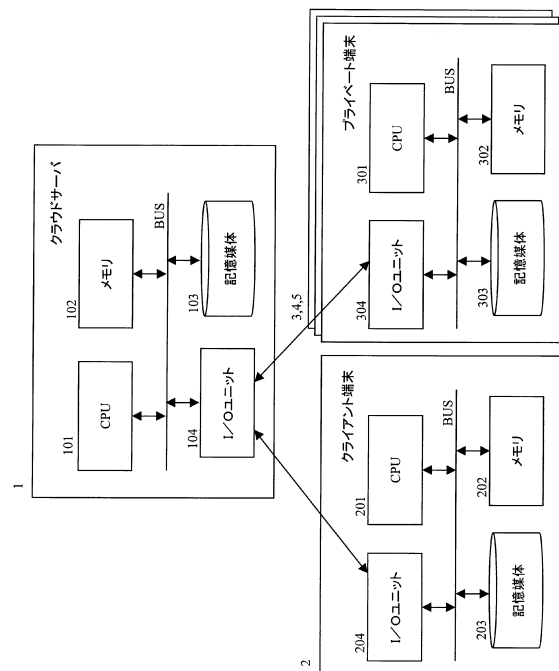 1
クラウドサーバ
101
CPU
102
メモリ
BUS
104
I/Oユニット
103
記憶媒体
3,4,5
2
クライアント端末
204
I/Oユニット
201
CPU
BUS
203
記憶媒体
202
メモリ
プライベート端末
304
I/Oユニット
301
CPU
BUS
303
記憶媒体
302
メモリ